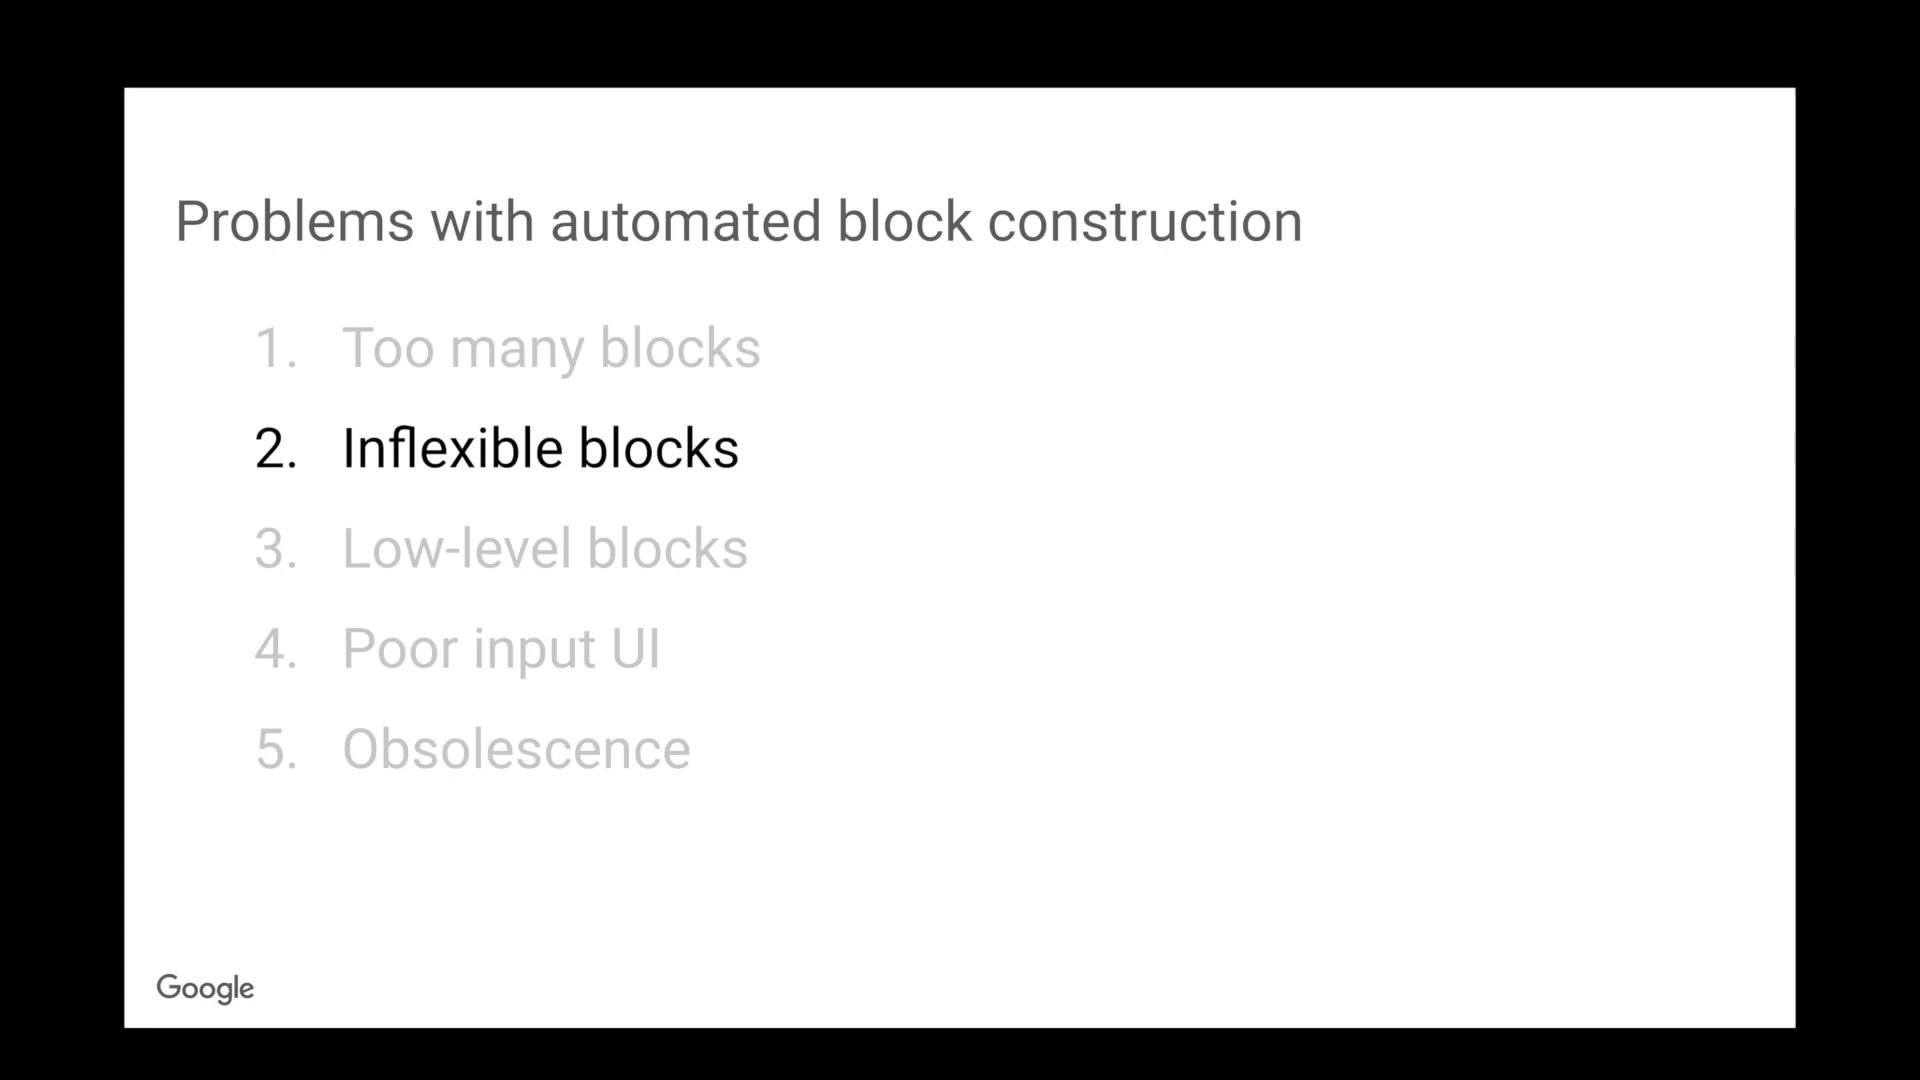 Problems with automated block construction
1. Too many blocks
2. Inflexible blocks
3. Low-level blocks
4. Poor input UI
5. Obsolescence
Google